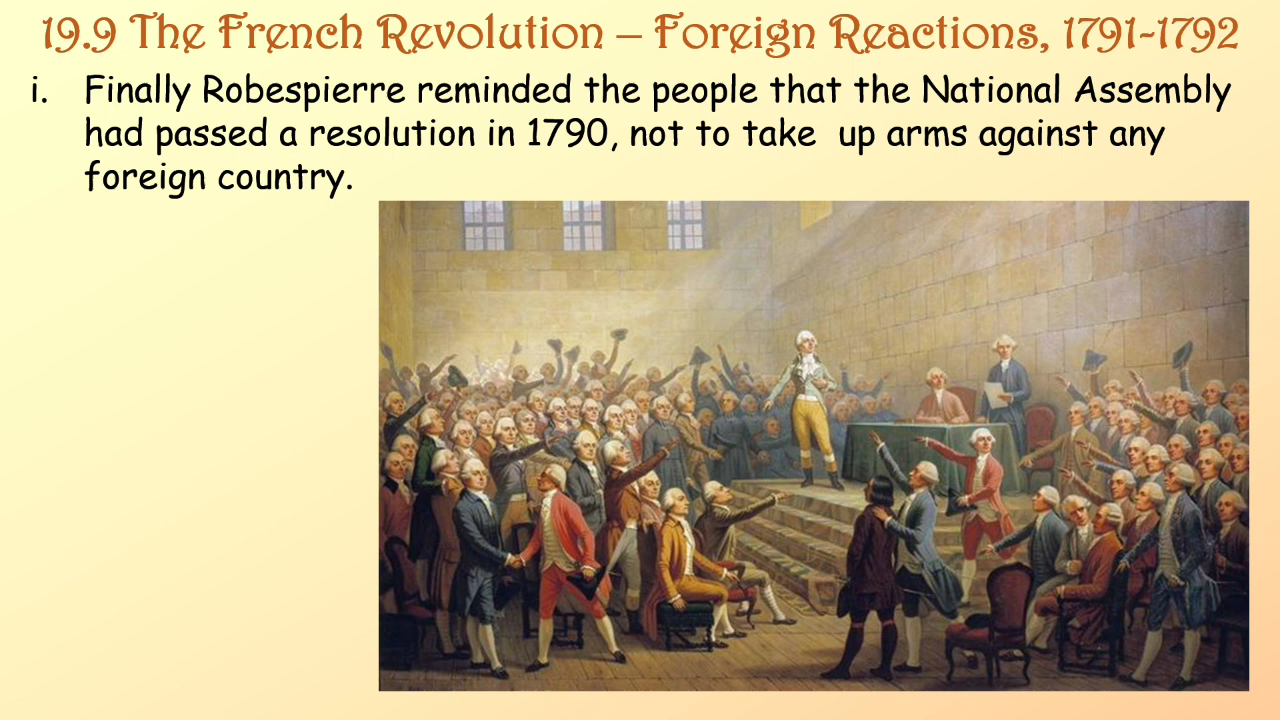 19.9 The French Revolution – Foreign Reactions, 1791-1792
i. Finally Robespierre reminded the people that the National Assembly
had passed a resolution in 1790, not to take  up arms against any
foreign country.